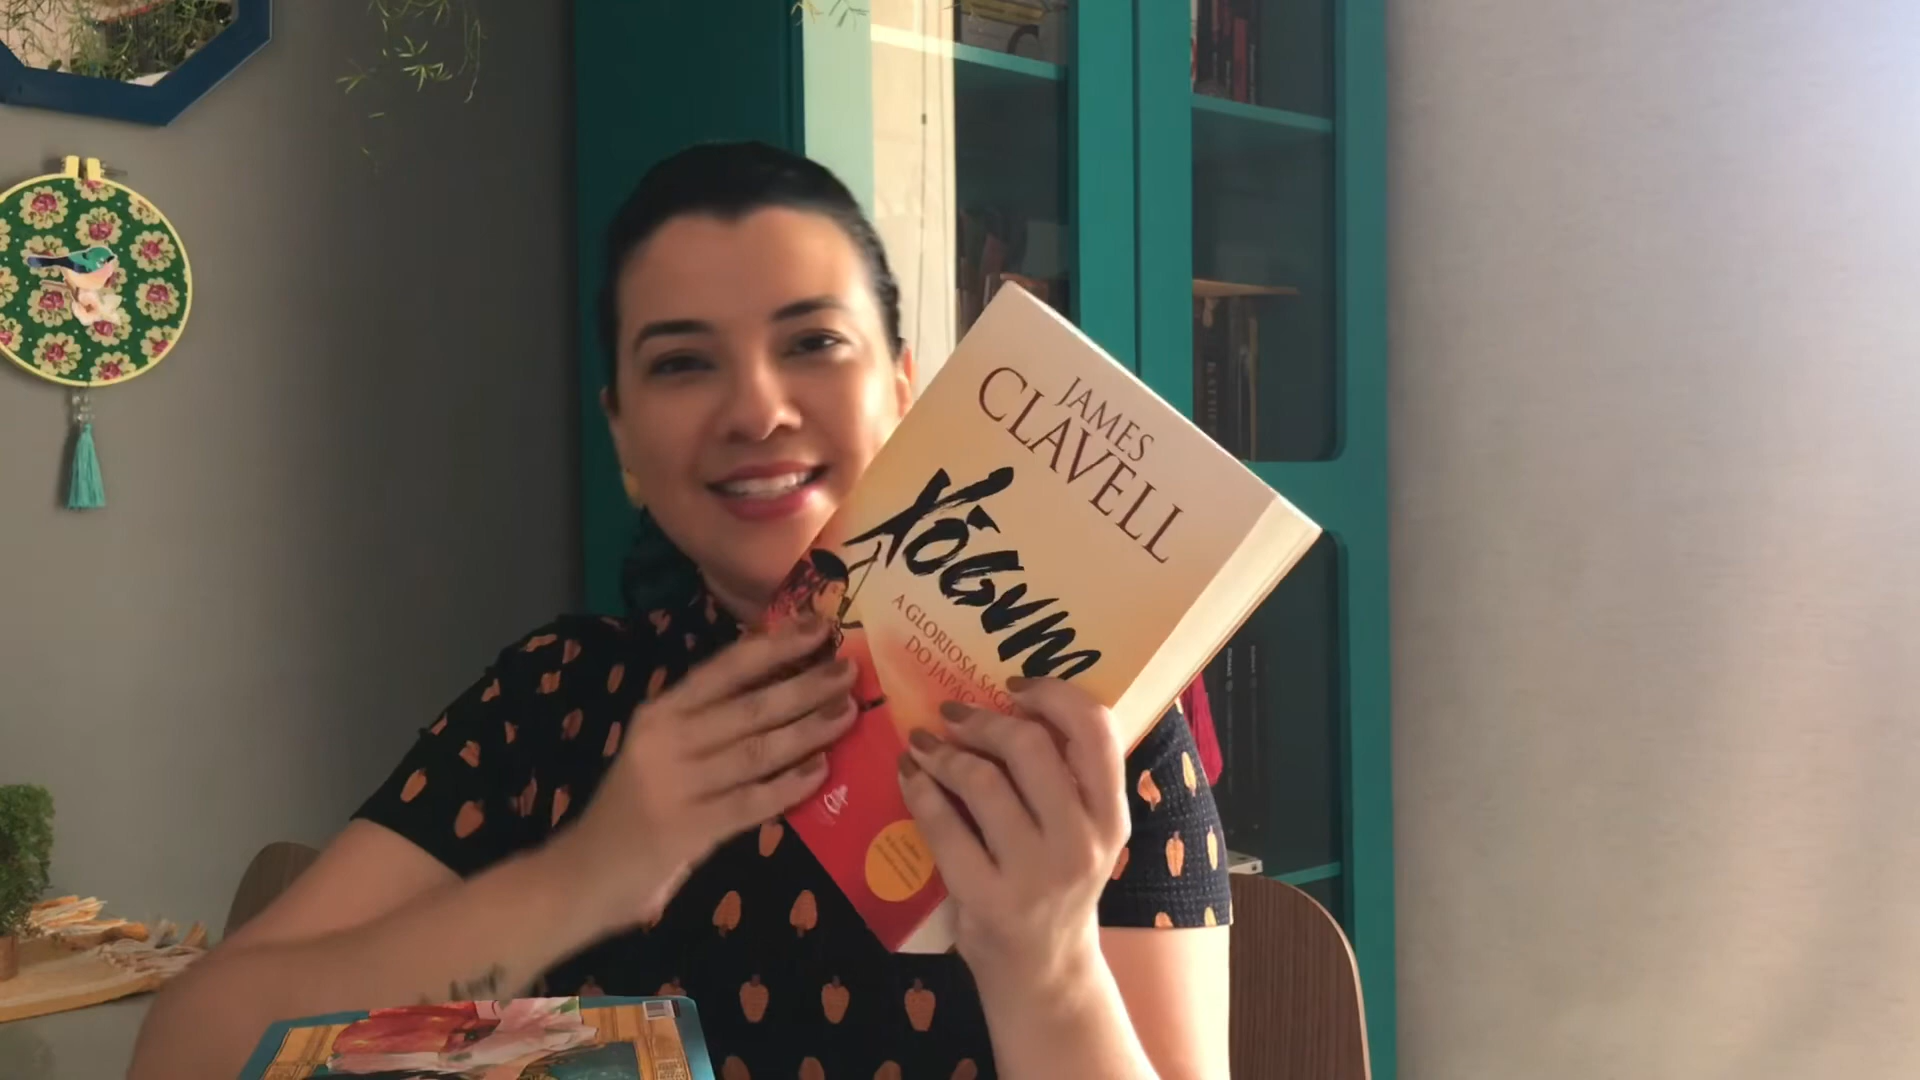 JAMES
CLAVELL
XÓGUM
A GLORIOSA SAGA
DO JAPÃO